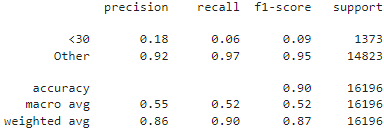 precision recall f1-score support
<30 0.18 0.06 0.09 1373
Other 0.92 0.97 0.95 14823
accuracy 0.90 16196
macro avg 0.55 0.52 0.52 16196
weighted avg 0.86 0.90 0.87 16196